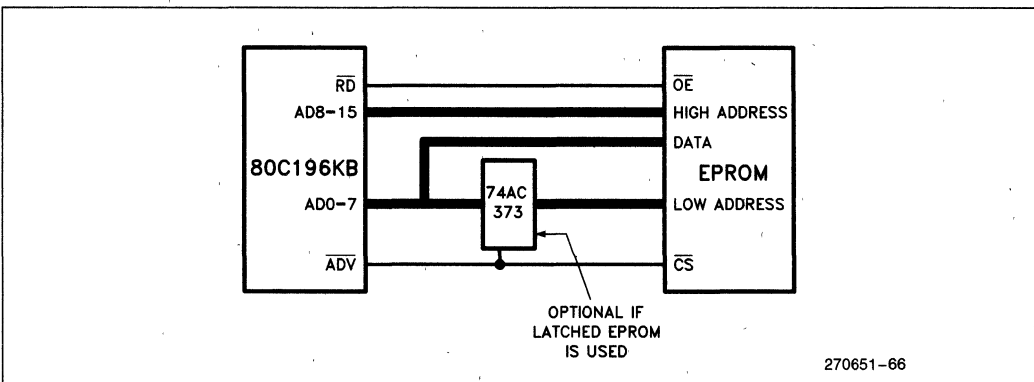 RD
OE
AD8-15
HIGH ADDRESS
DATA
80C196KB
EPROM
74AC
373
AD0-7
LOW ADDRESS
ADV
CS
OPTIONAL IF
LATCHED EPROM
IS USED
270651-66